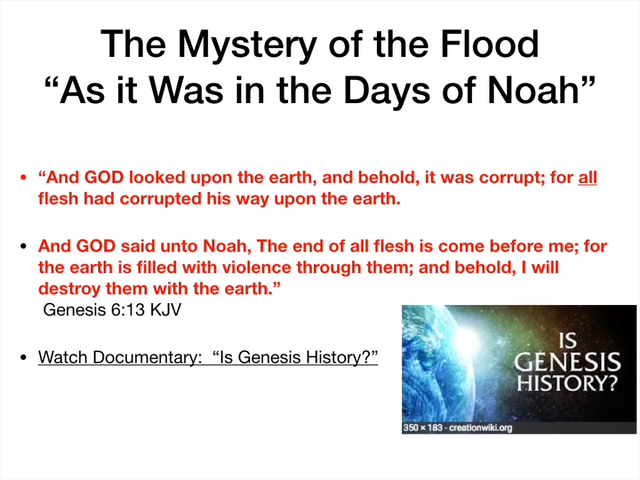 The Mystery of the Flood
“As it Was in the Days of Noah”
• “And GOD looked upon the earth, and behold, it was corrupt; for all
flesh had corrupted his way upon the earth.
• And GOD said unto Noah, The end of all flesh is come before me; for
the earth is filled with violence through them; and behold, I will
destroy them with the earth.”
Genesis 6:13 KJV
• Watch Documentary: “Is Genesis History?”
IS
GENESIS
HISTORY?
350 × 183 - creationwiki.org